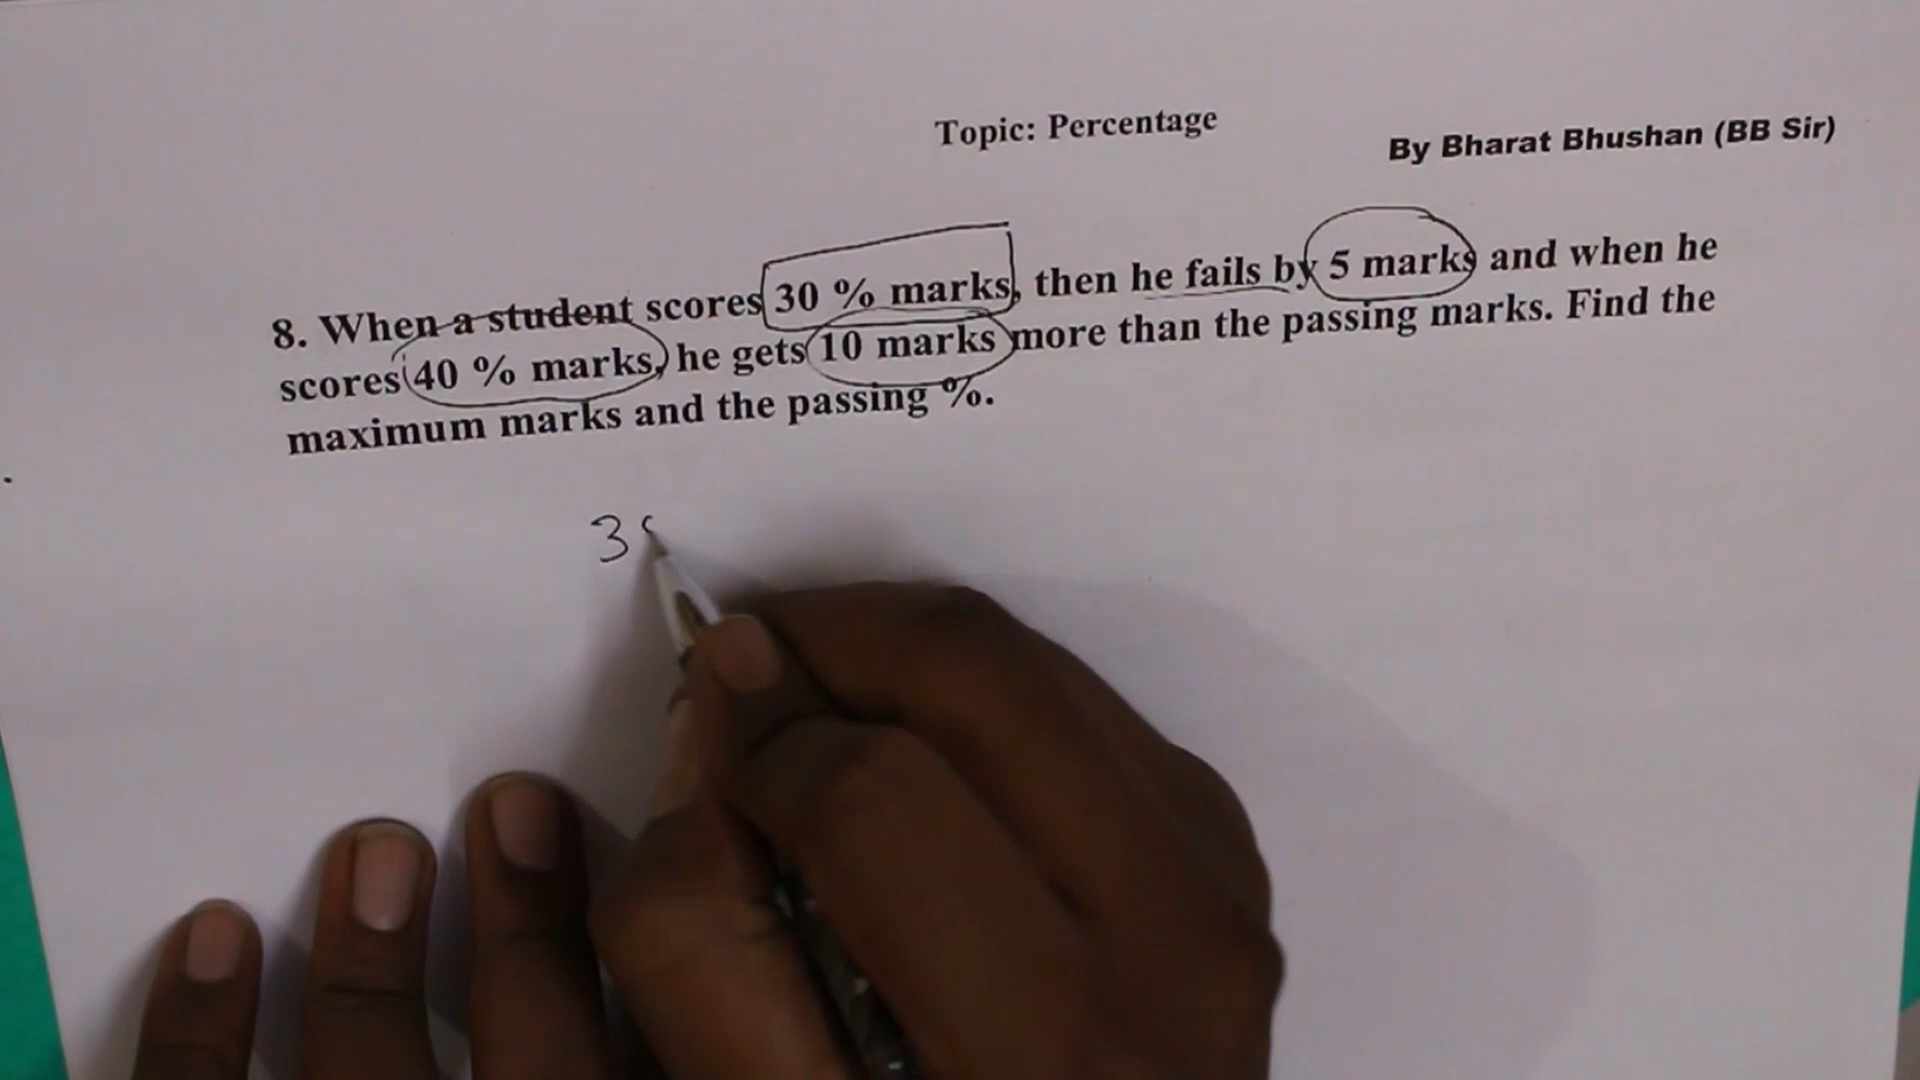 Topic: Percentage
By Bharat Bhushan (BB Sir)
8. When a student scores 30 % marks, then he fails by 5 marks and when he
scores 40 % marks, he gets 10 marks more than the passing marks. Find the
maximum marks and the passing %.
3